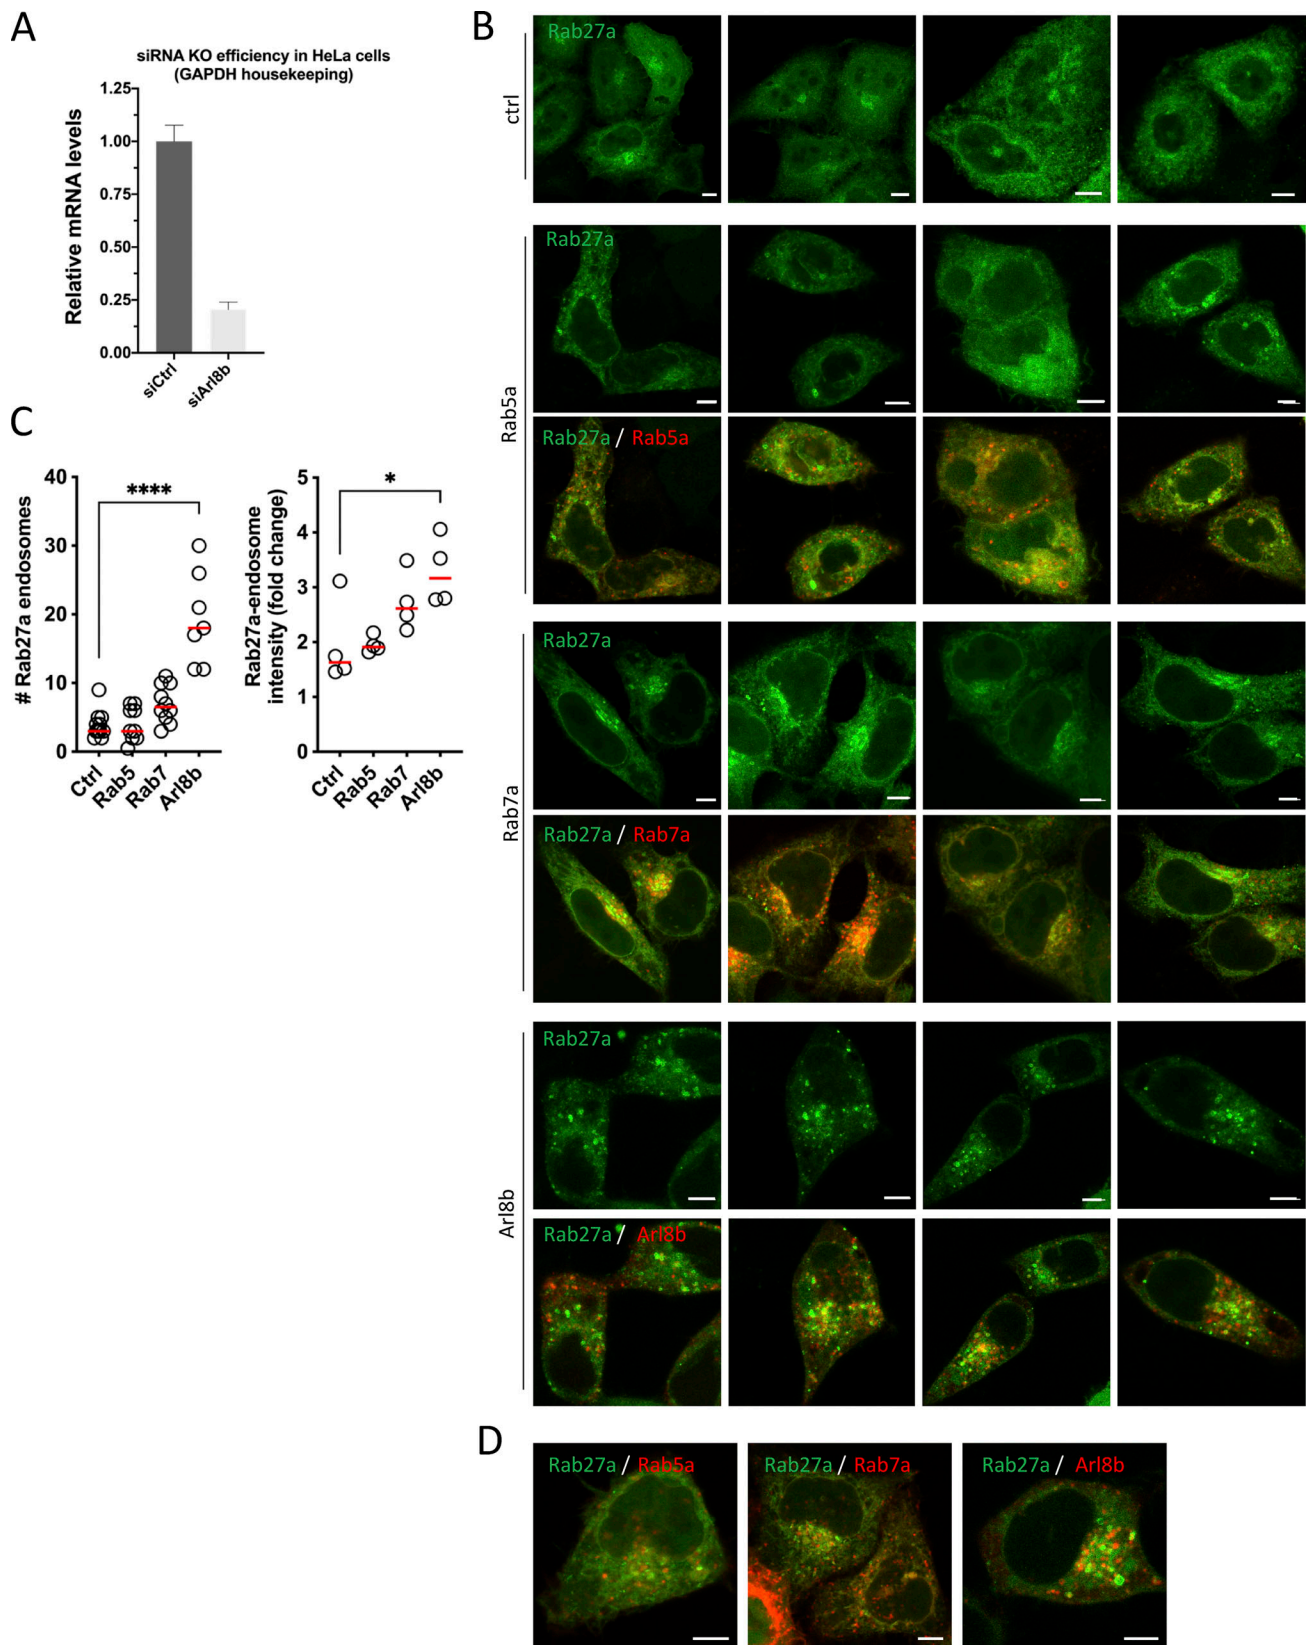 A
siRNA KO efficiency in HeLa cells
(GAPDH housekeeping)
Relative mRNA levels
1.25
1.00
0.75
0.50
0.25
0.00
siCtrl
siArl8b
B
ctrl
Rab27a
Rab5a
Rab27a
Rab27a / Rab5a
Rab7a
Rab27a
Rab27a / Rab7a
Arl8b
Rab27a
Rab27a / Arl8b
C
# Rab27a endosomes
40
30
20
10
0
****
Ctrl
Rab5
Rab7
Arl8b
Rab27a-endosome
intensity (fold change)
5
4
3
2
1
0
*
Ctrl
Rab5
Rab7
Arl8b
D
Rab27a / Rab5a
Rab27a / Rab7a
Rab27a / Arl8b